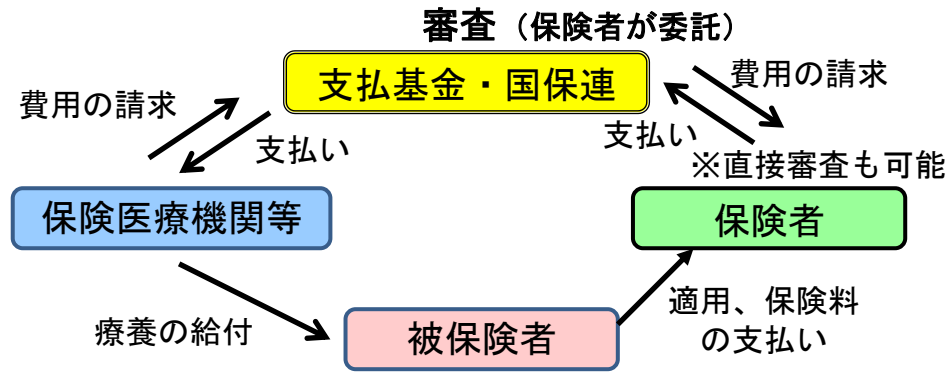 審査（保険者が委託）
支払基金・国保連
費用の請求
費用の請求
支払い
支払い
※直接審査も可能
保険医療機関等
保険者
適用、保険料
の支払い
療養の給付
被保険者